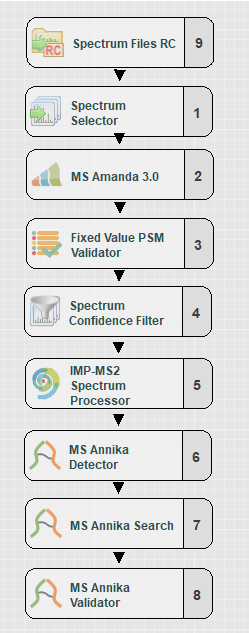 RC
Spectrum Files RC
9
Spectrum
Selector
1
MS Amanda 3.0
2
Fixed Value PSM
Validator
3
Spectrum
Confidence Filter
4
IMP-MS2
Spectrum
Processor
5
MS Annika
Detector
6
MS Annika Search
7
MS Annika
Validator
8